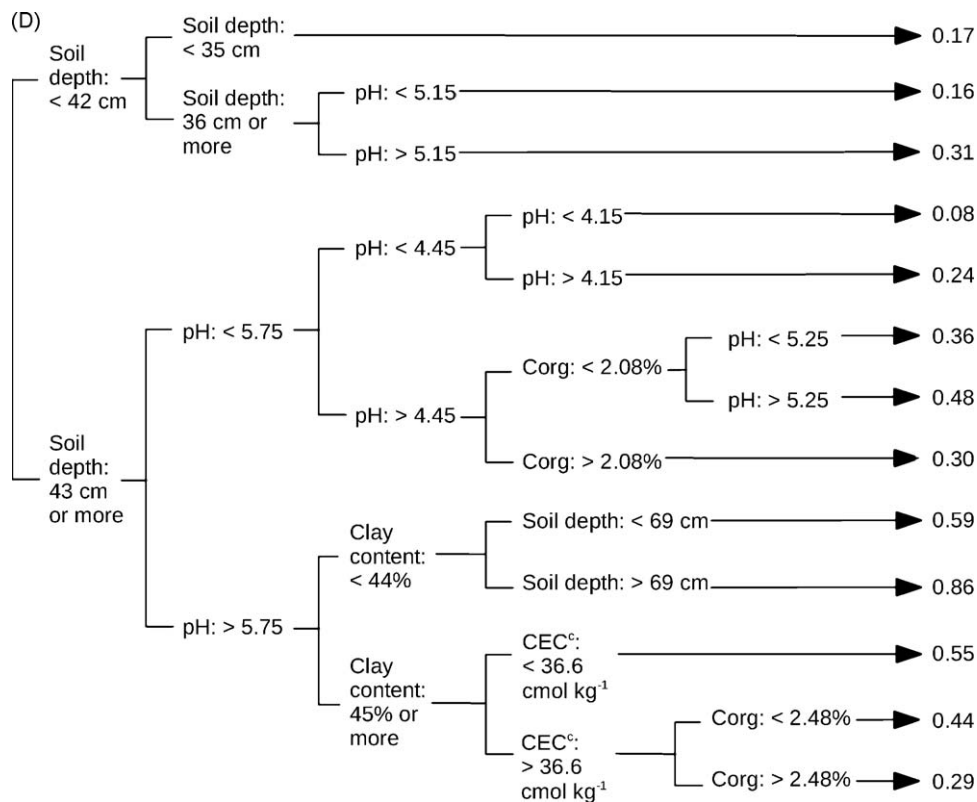 (D)
Soil
depth:
< 42 cm
Soil depth:
< 35 cm
0.17
Soil depth:
36 cm or
more
pH: < 5.15
0.16
pH: > 5.15
0.31
Soil
depth:
43 cm
or more
pH: < 5.75
pH: < 4.45
pH: < 4.15
0.08
pH: > 4.15
0.24
pH: > 4.45
Corg: < 2.08%
pH: < 5.25
0.36
pH: > 5.25
0.48
Corg: > 2.08%
0.30
pH: > 5.75
Clay
content:
< 44%
Soil depth: < 69 cm
0.59
Soil depth: > 69 cm
0.86
Clay
content:
45% or
more
CECᶜ:
< 36.6
cmol kg⁻¹
0.55
CECᶜ:
> 36.6
cmol kg⁻¹
Corg: < 2.48%
0.44
Corg: > 2.48%
0.29